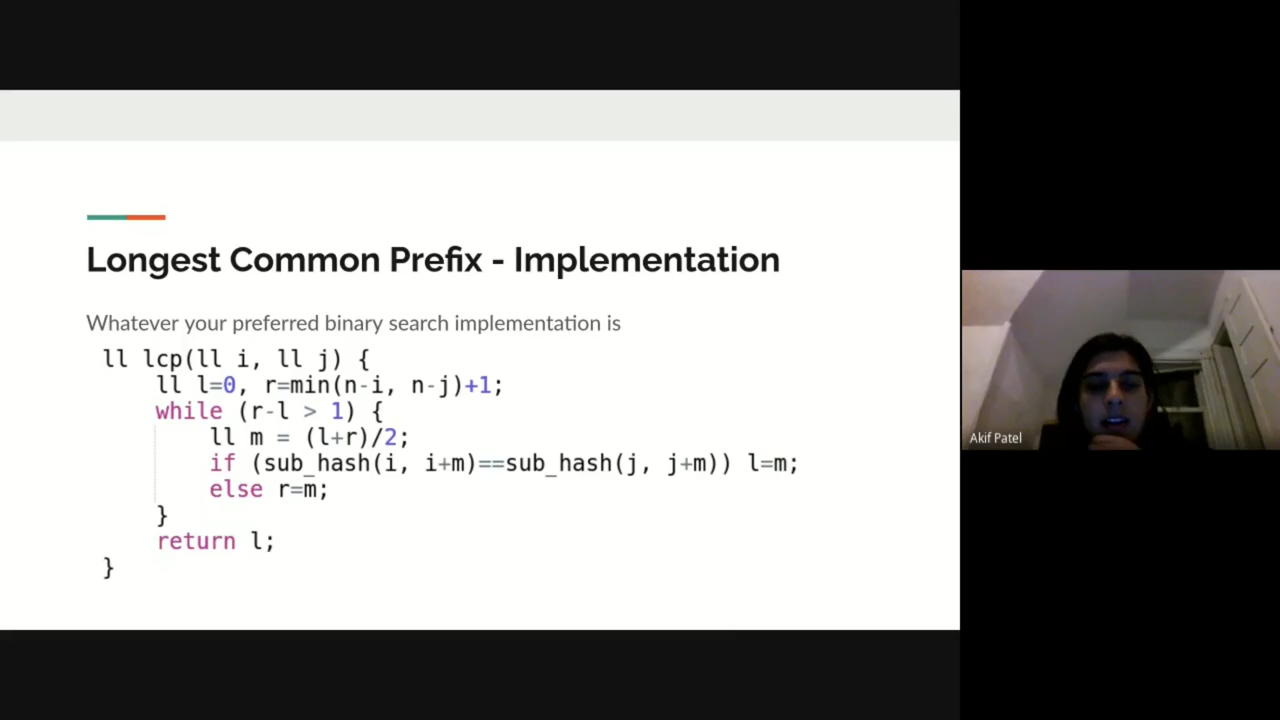 Longest Common Prefix - Implementation
Whatever your preferred binary search implementation is
ll lcp(ll i, ll j) {
    ll l=0, r=min(n-i, n-j)+1;
    while (r-l > 1) {
        ll m = (l+r)/2;
        if (sub_hash(i, i+m)==sub_hash(j, j+m)) l=m;
        else r=m;
    }
    return l;
}
Akif Patel